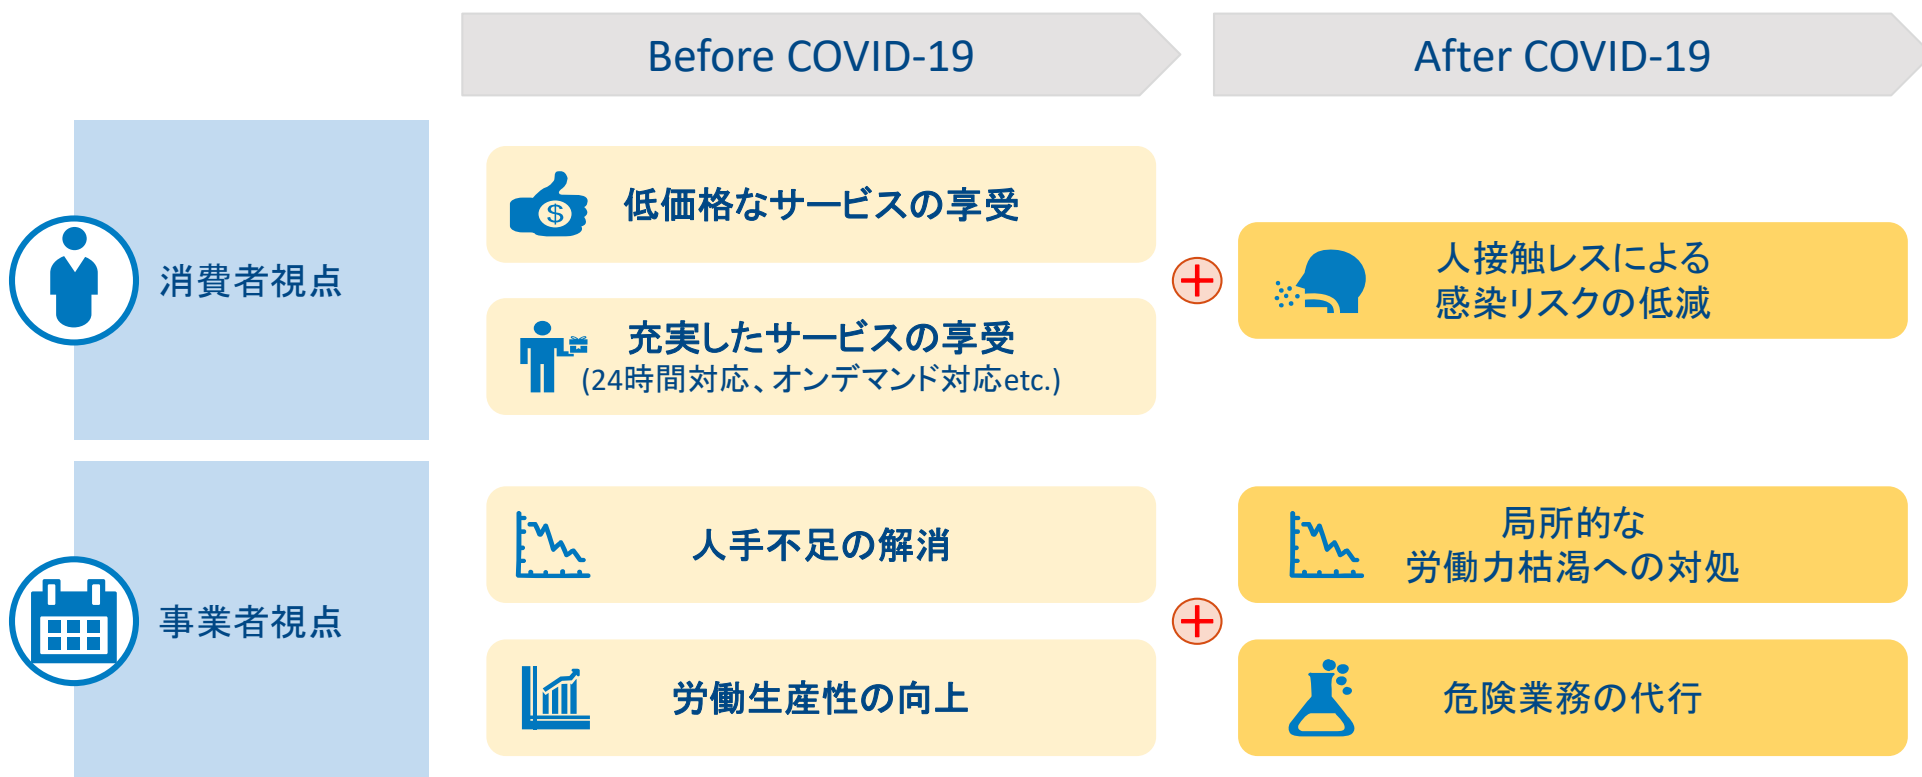 Before COVID-19
After COVID-19
消費者視点
低価格なサービスの享受
充実したサービスの享受
(24時間対応、オンデマンド対応etc.)
人接触レスによる
感染リスクの低減
事業者視点
人手不足の解消
労働生産性の向上
局所的な
労働力枯渇への対処
危険業務の代行